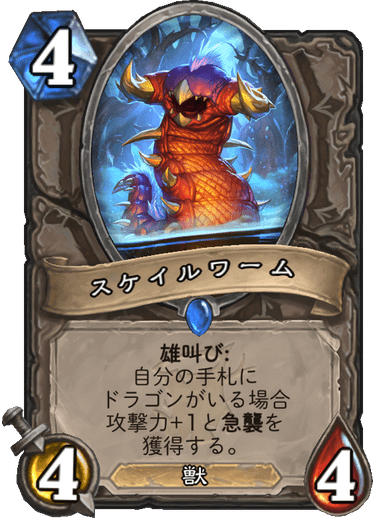 4
スケイルワーム
雄叫び:
自分の手札に
ドラゴンがいる場合
攻撃力+1と急襲を
獲得する。
4
獣
4